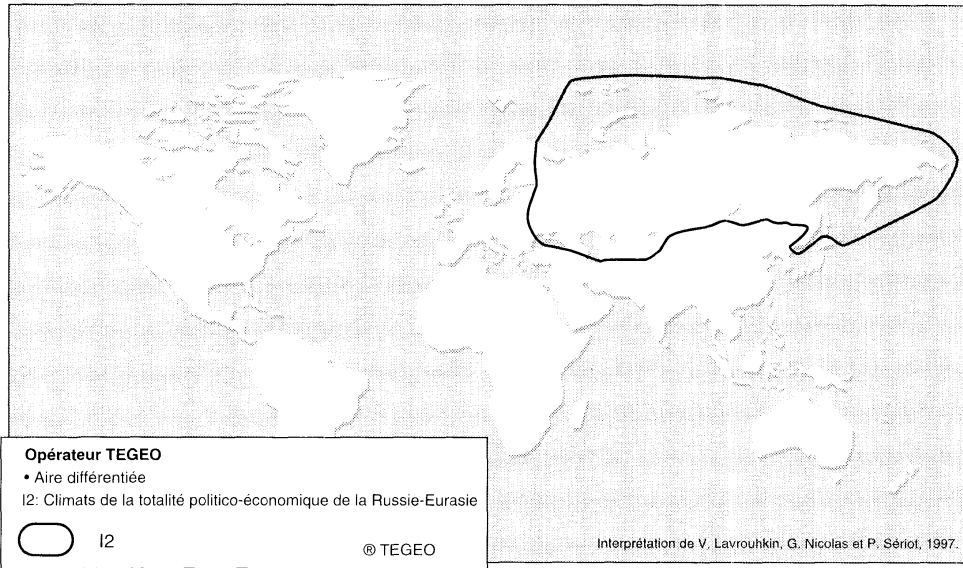 Opérateur TEGEO
• Aire différentiée
I2: Climats de la totalité politico-économique de la Russie-Eurasie
I2
® TEGEO
Interprétation de V. Lavrouhkin, G. Nicolas et P. Sériot, 1997.